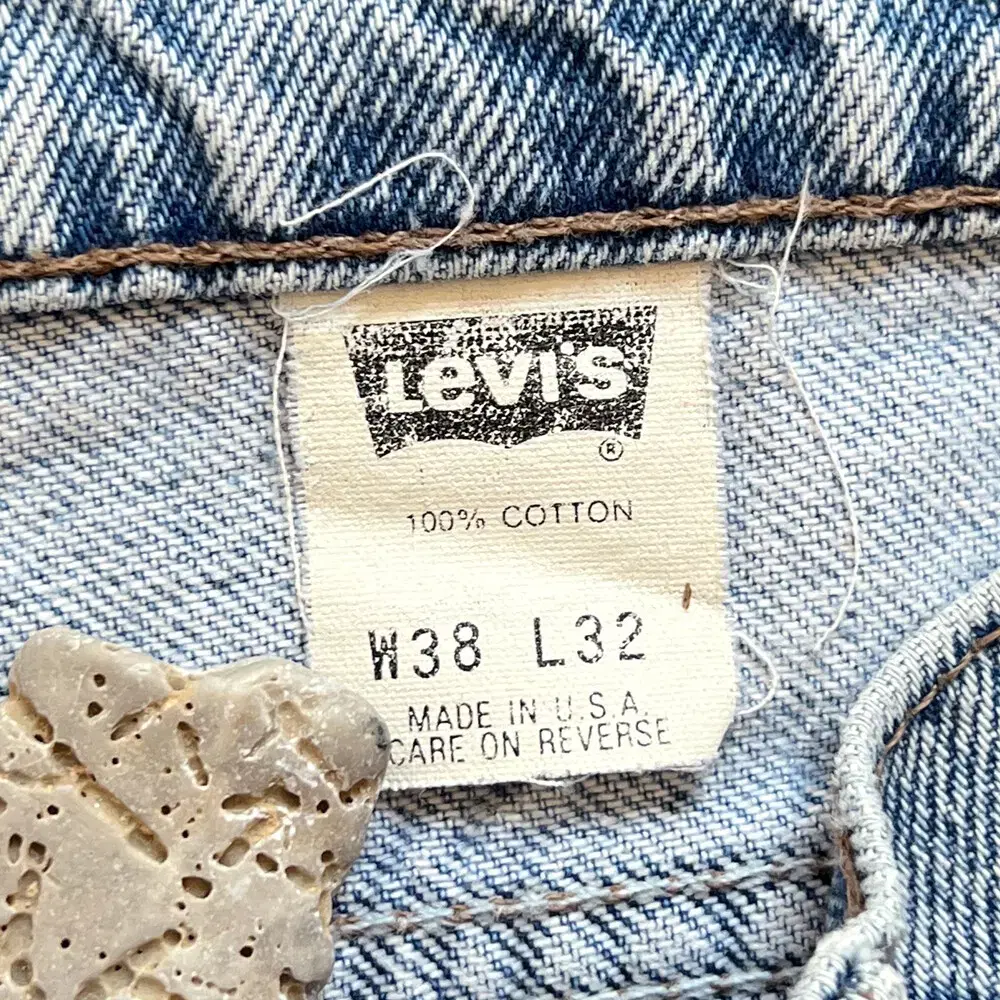 Levi's
®
100% COTTON
W38 L32
MADE IN U.S.A.
CARE ON REVERSE